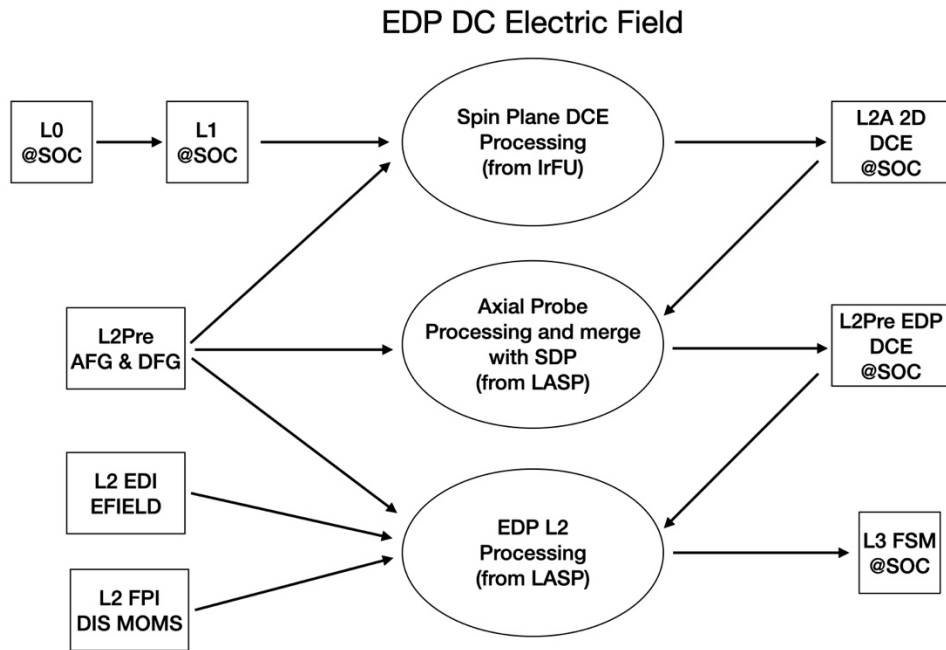 EDP DC Electric Field
L0
@SOC
L1
@SOC
Spin Plane DCE
Processing
(from IrFU)
L2A 2D
DCE
@SOC
L2Pre
AFG & DFG
Axial Probe
Processing and merge
with SDP
(from LASP)
L2Pre EDP
DCE
@SOC
L2 EDI
EFIELD
L2 FPI
DIS MOMS
EDP L2
Processing
(from LASP)
L3 FSM
@SOC